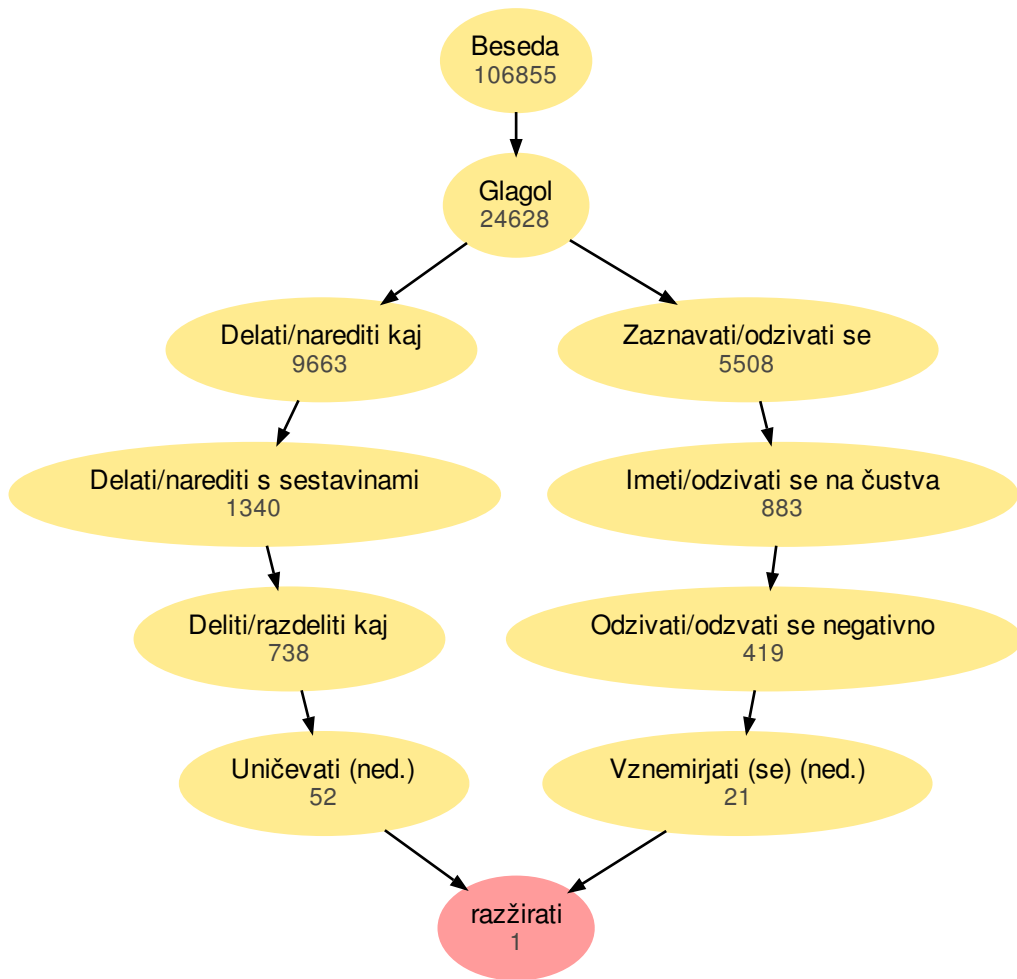 Beseda
106855
Glagol
24628
Delati/narediti kaj
9663
Zaznavati/odzivati se
5508
Delati/narediti s sestavinami
1340
Imeti/odzivati se na čustva
883
Deliti/razdeliti kaj
738
Odzivati/odzvati se negativno
419
Uničevati (ned.)
52
Vznemirjati (se) (ned.)
21
razžirati
1